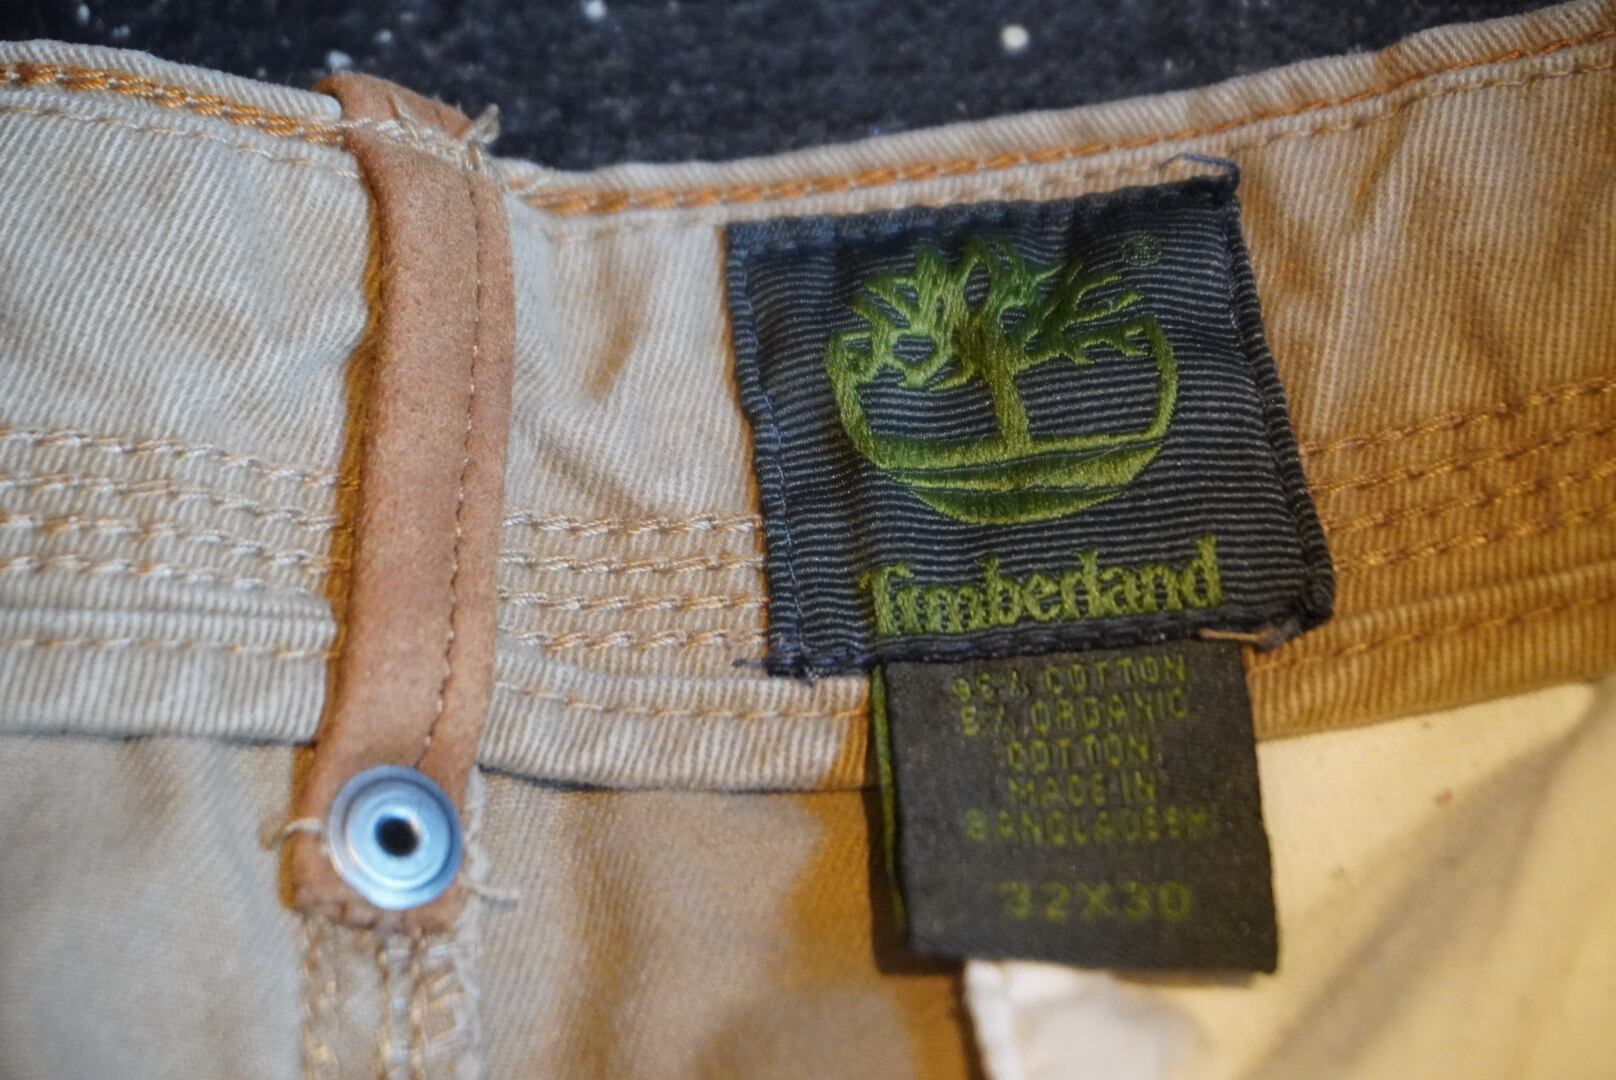 ®
Timberland
95% COTTON
5% ORGANIC
COTTON
MADE IN
BANGLADESH
32X30